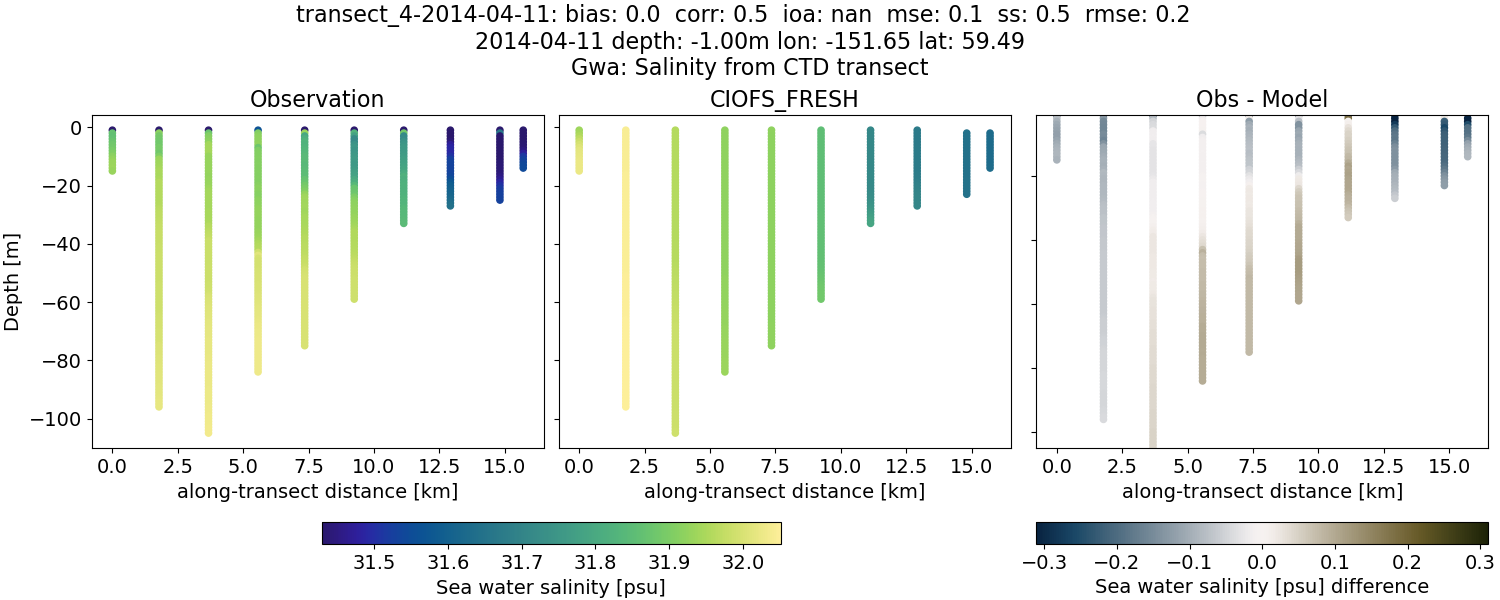 transect_4-2014-04-11: bias: 0.0  corr: 0.5  ioa: nan  mse: 0.1  ss: 0.5  rmse: 0.2
2014-04-11 depth: -1.00m lon: -151.65 lat: 59.49
Gwa: Salinity from CTD transect
Observation
CIOFS_FRESH
Obs - Model
Depth [m]
0
−20
−40
−60
−80
−100
0.0 2.5 5.0 7.5 10.0 12.5 15.0
0.0 2.5 5.0 7.5 10.0 12.5 15.0
0.0 2.5 5.0 7.5 10.0 12.5 15.0
along-transect distance [km]
along-transect distance [km]
along-transect distance [km]
31.5 31.6 31.7 31.8 31.9 32.0
Sea water salinity [psu]
−0.3 −0.2 −0.1 0.0 0.1 0.2 0.3
Sea water salinity [psu] difference